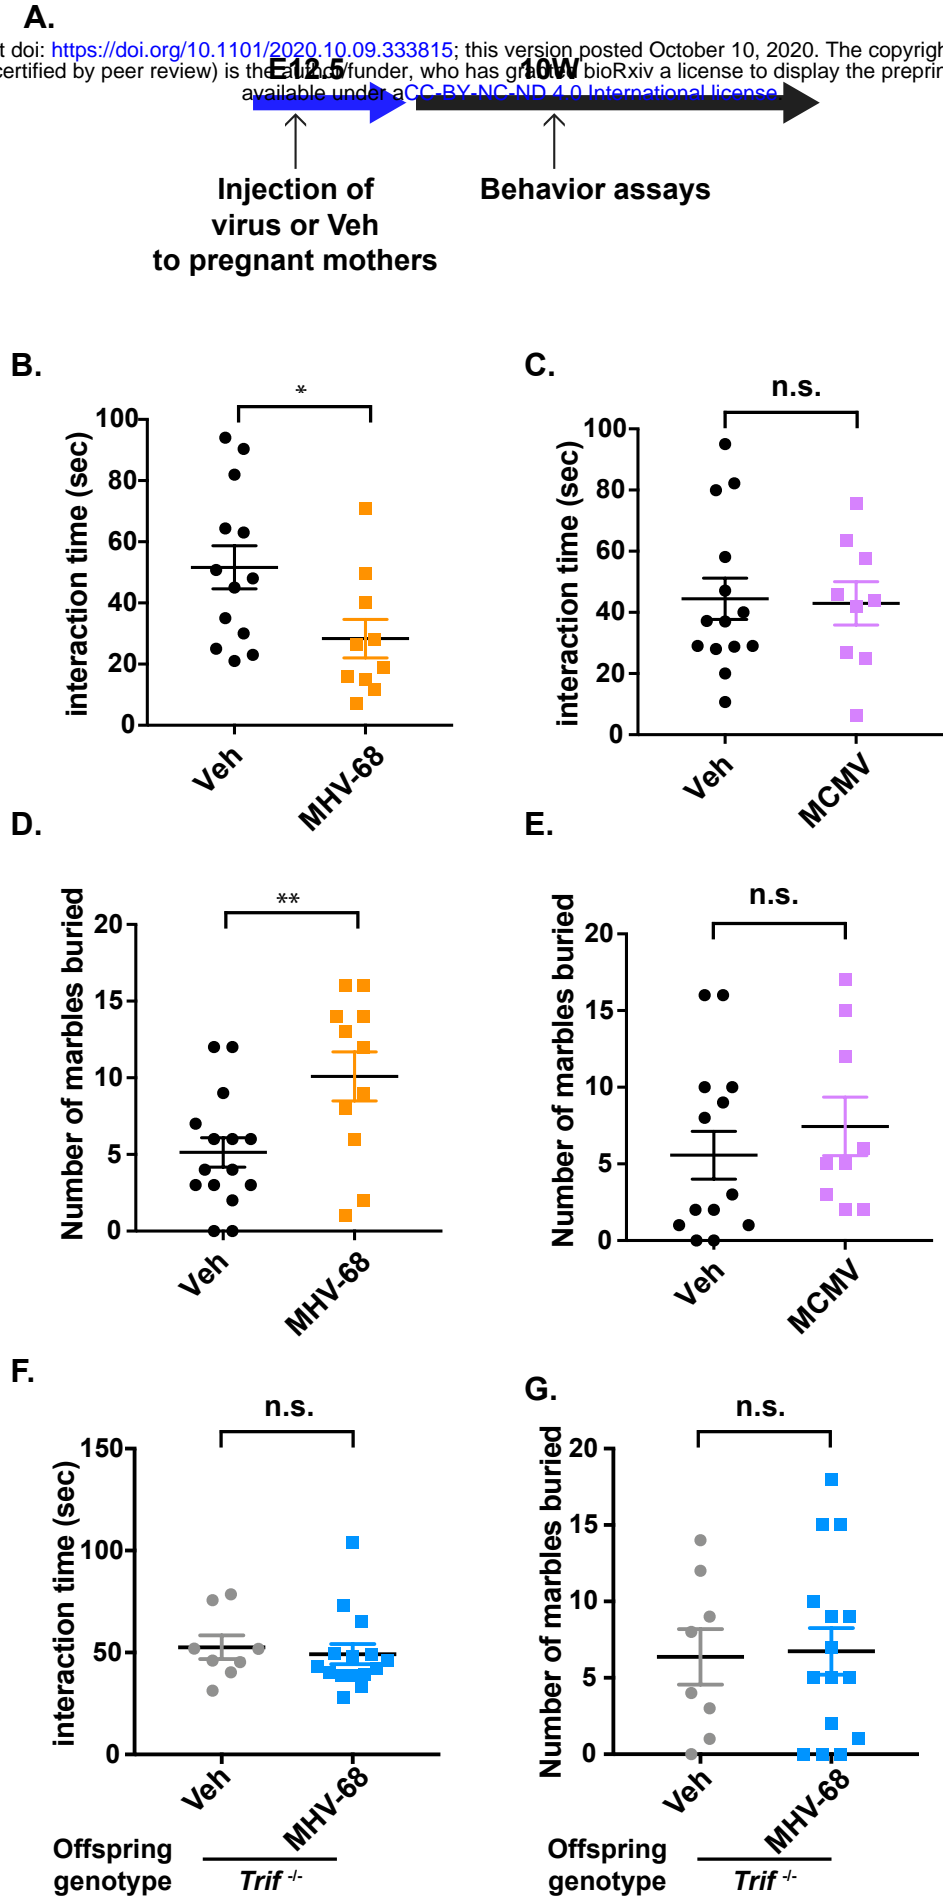 A.
t doi: https://doi.org/10.1101/2020.10.09.333815; this version posted October 10, 2020. The copyrigh
certified by peer review) is the author/funder, who has granted bioRxiv a license to display the preprin
available under aCC-BY-NC-ND 4.0 International license.
E12.5 10W
Injection of
virus or Veh
to pregnant mothers
Behavior assays
B.
*
interaction time (sec)
100
80
60
40
20
0
Veh
MHV-68
C.
n.s.
interaction time (sec)
100
80
60
40
20
0
Veh
MCMV
D.
**
Number of marbles buried
20
15
10
5
0
Veh
MHV-68
E.
n.s.
Number of marbles buried
20
15
10
5
0
Veh
MCMV
F.
n.s.
interaction time (sec)
150
100
50
0
Veh
MHV-68
Offspring
genotype
Trif -/-
G.
n.s.
Number of marbles buried
20
15
10
5
0
Veh
MHV-68
Offspring
genotype
Trif -/-